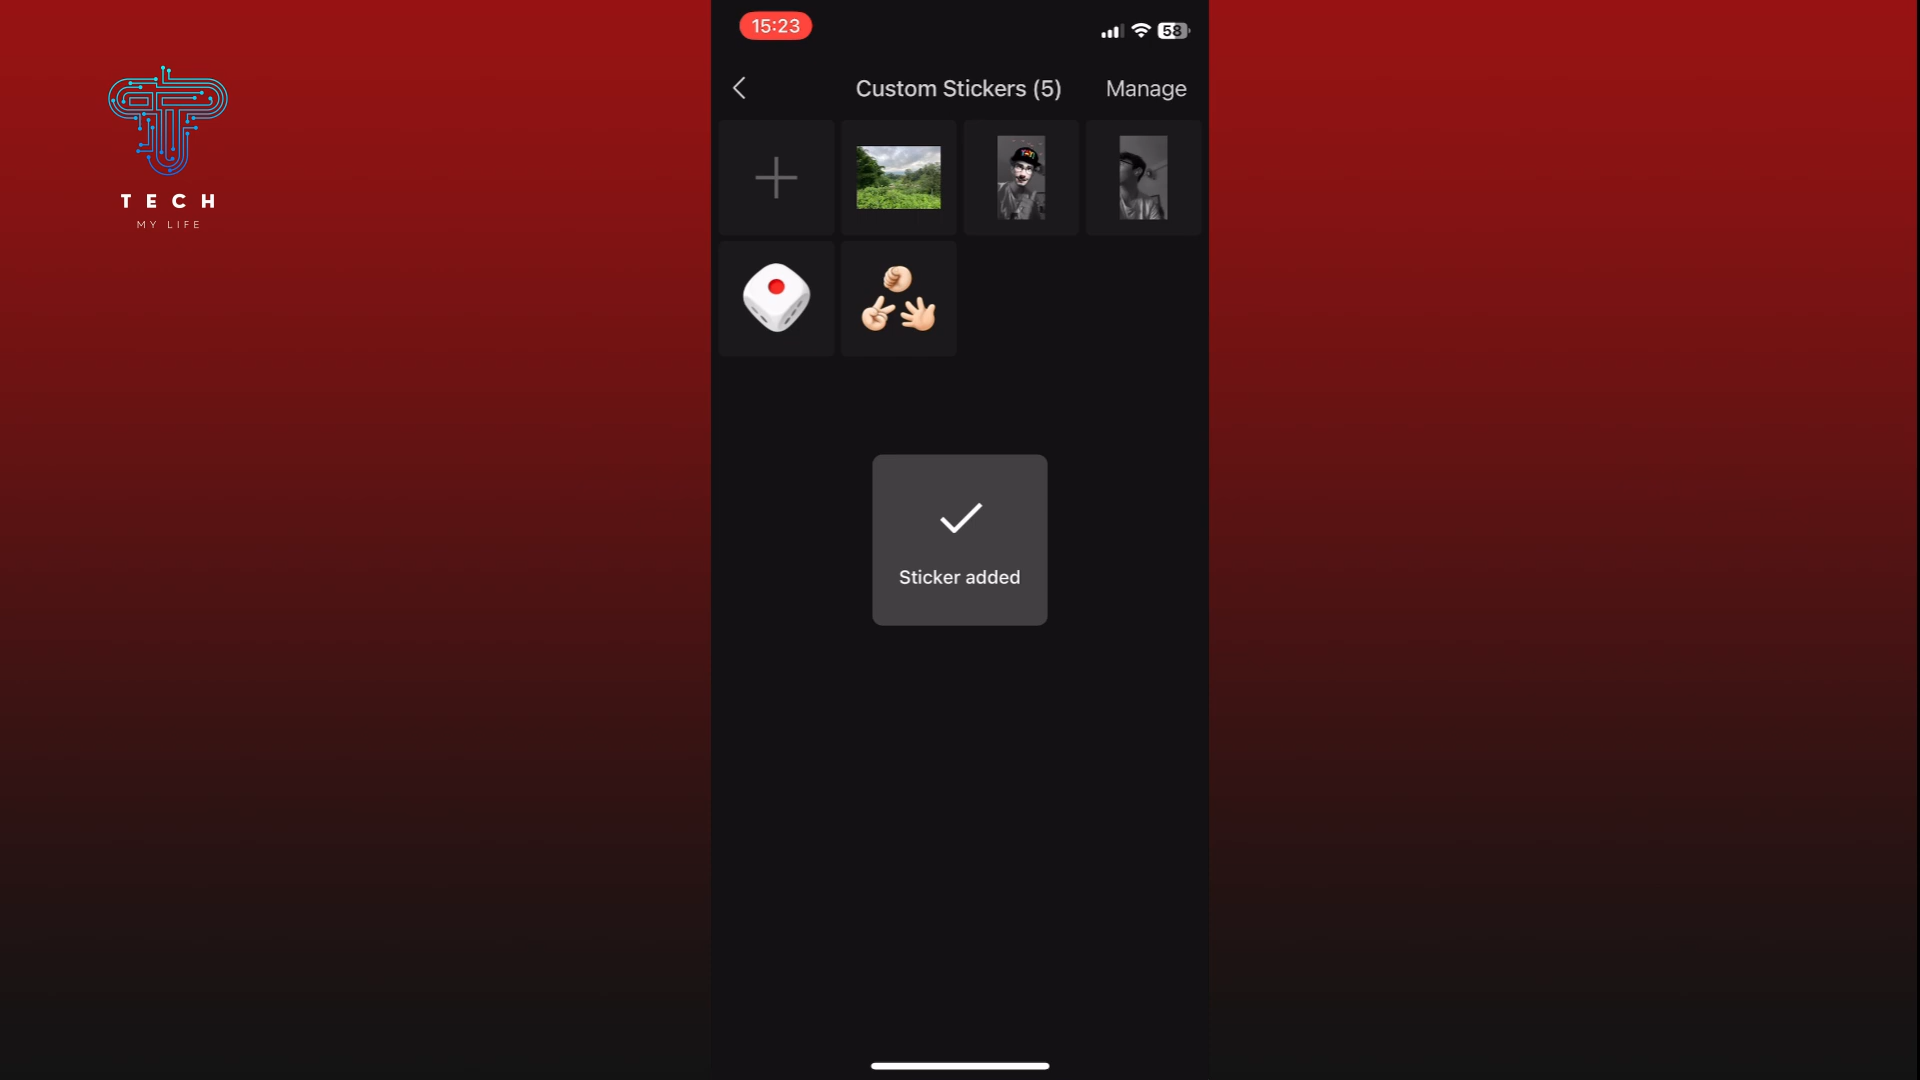 TECH
MY LIFE
15:23
58
Custom Stickers (5)
Manage
Sticker added